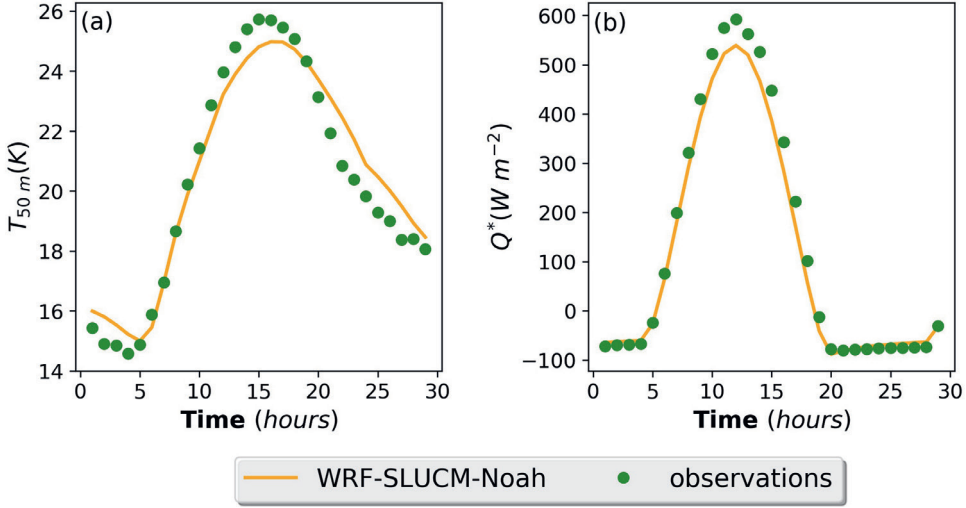 (a)
26
24
22
20
18
16
14
T50 m(K)
0 5 10 15 20 25 30
Time (hours)
(b)
600
500
400
300
200
100
0
−100
Q*(W m−2)
0 5 10 15 20 25 30
Time (hours)
WRF-SLUCM-Noah observations